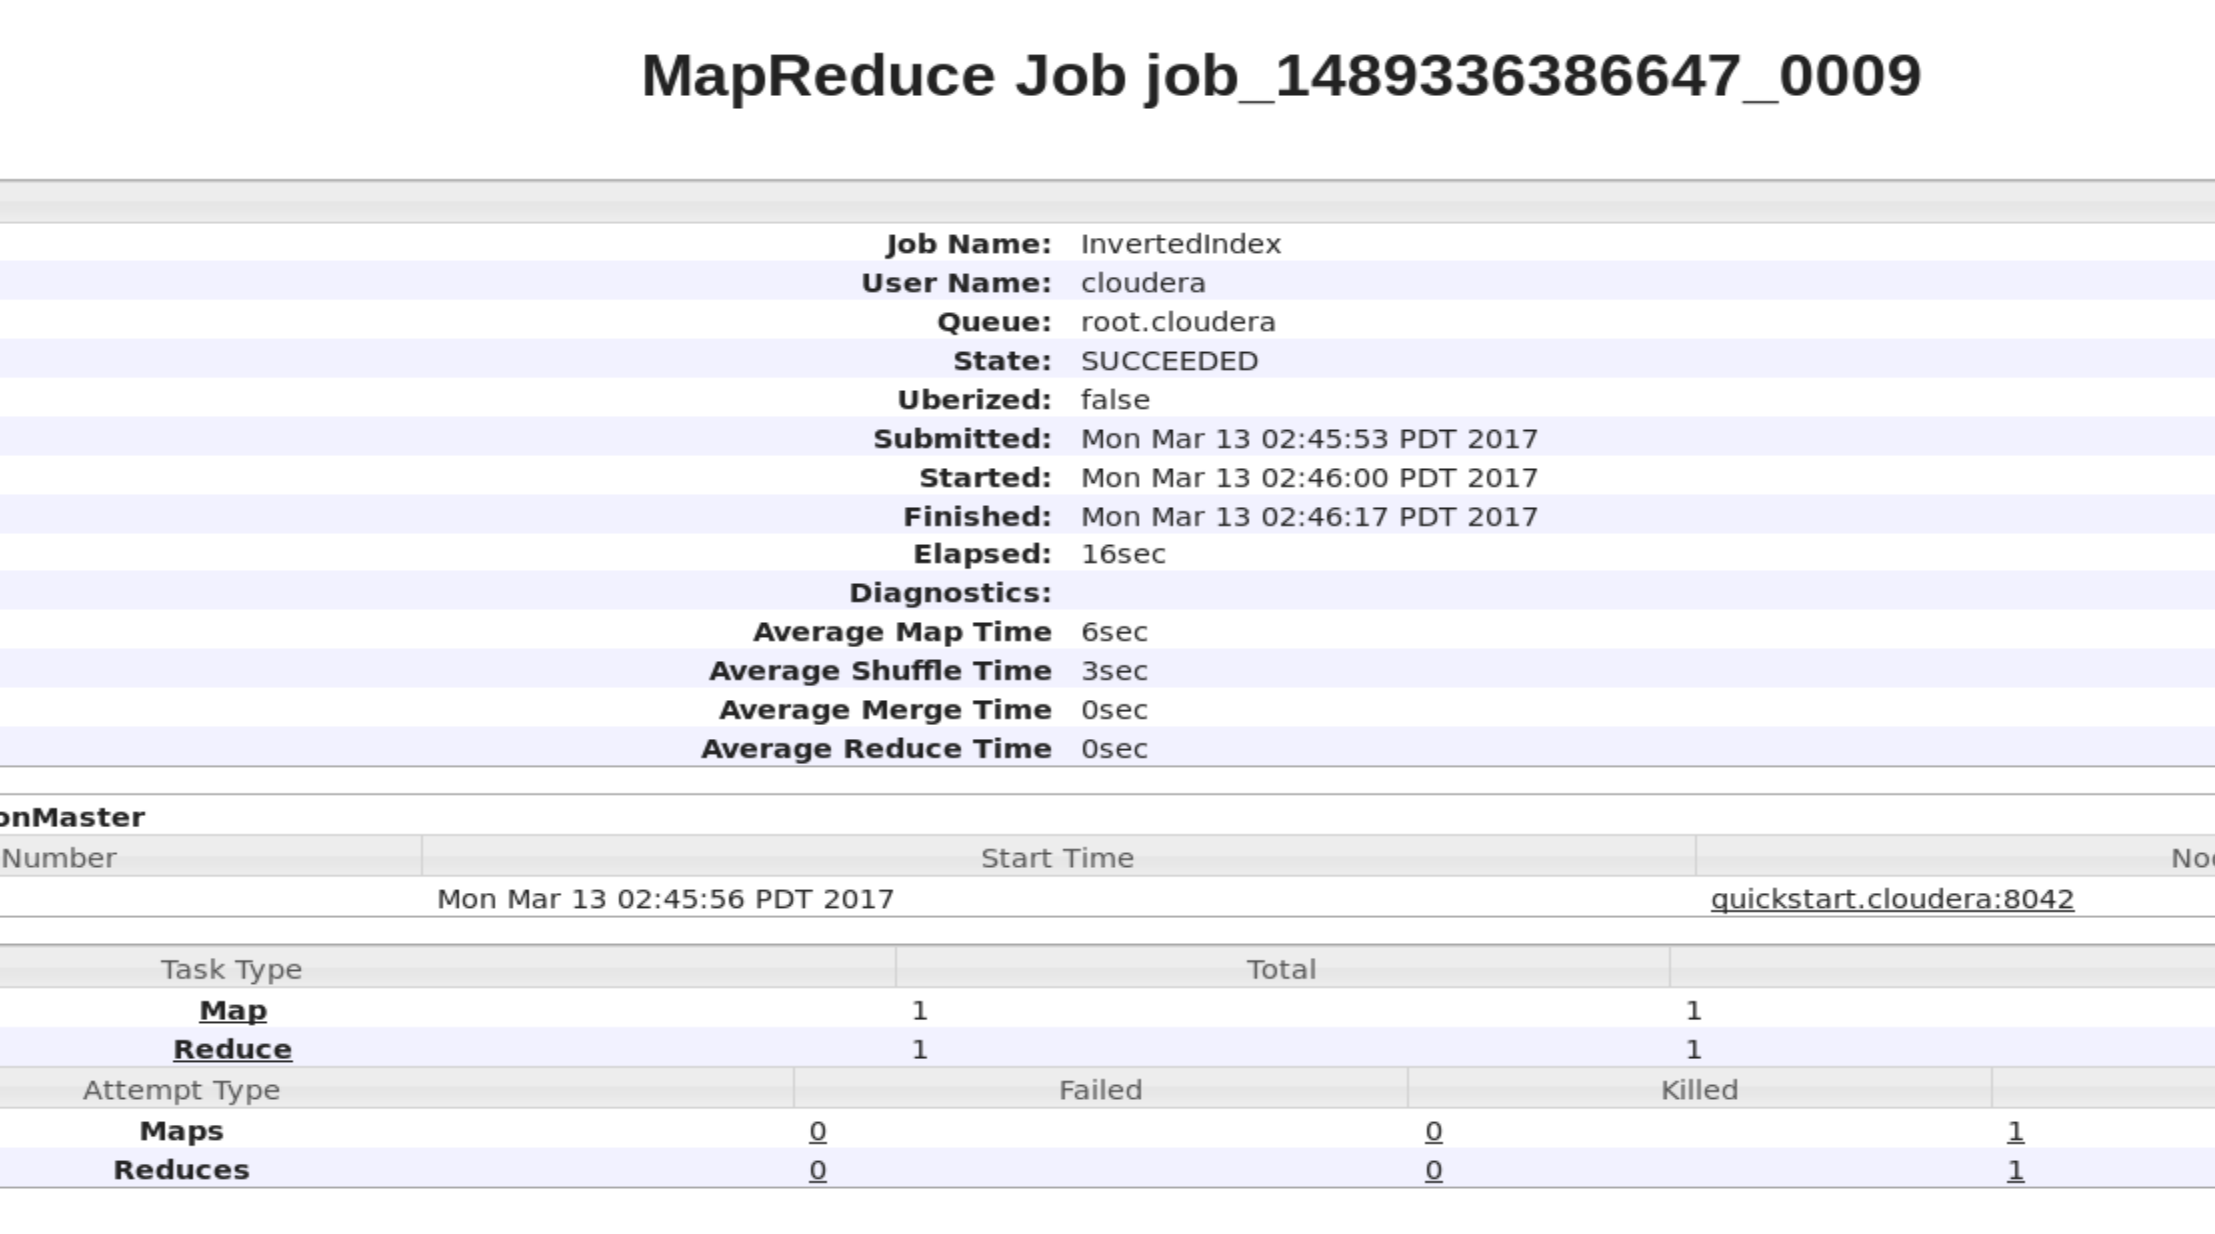 MapReduce Job job_1489336386647_0009
Job Name: InvertedIndex
User Name: cloudera
Queue: root.cloudera
State: SUCCEEDED
Uberized: false
Submitted: Mon Mar 13 02:45:53 PDT 2017
Started: Mon Mar 13 02:46:00 PDT 2017
Finished: Mon Mar 13 02:46:17 PDT 2017
Elapsed: 16sec
Diagnostics:
Average Map Time 6sec
Average Shuffle Time 3sec
Average Merge Time 0sec
Average Reduce Time 0sec
onMaster
Number Start Time
Mon Mar 13 02:45:56 PDT 2017 quickstart.cloudera:8042
Task Type Total
Map 1 1
Reduce 1 1
Attempt Type Failed Killed
Maps 0 0 1
Reduces 0 0 1